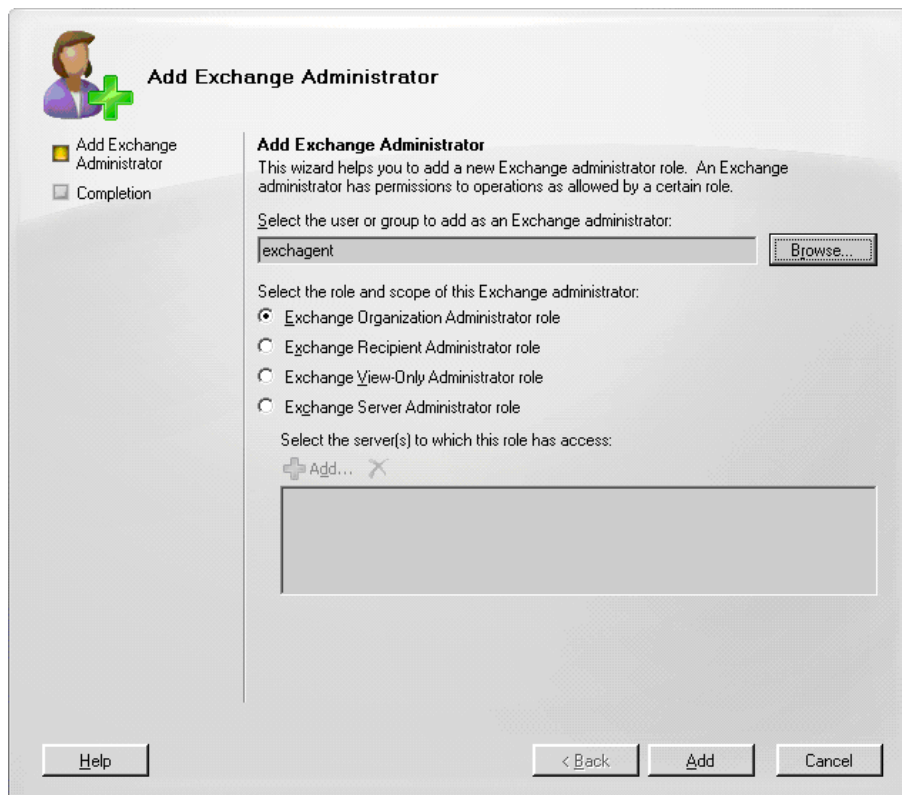 Add Exchange Administrator
Add Exchange
Administrator
Completion
Add Exchange Administrator
This wizard helps you to add a new Exchange administrator role. An Exchange
administrator has permissions to operations as allowed by a certain role.
Select the user or group to add as an Exchange administrator:
exchagent
Browse...
Select the role and scope of this Exchange administrator:
Exchange Organization Administrator role
Exchange Recipient Administrator role
Exchange View-Only Administrator role
Exchange Server Administrator role
Select the server(s) to which this role has access:
Add...
Help
< Back
Add
Cancel